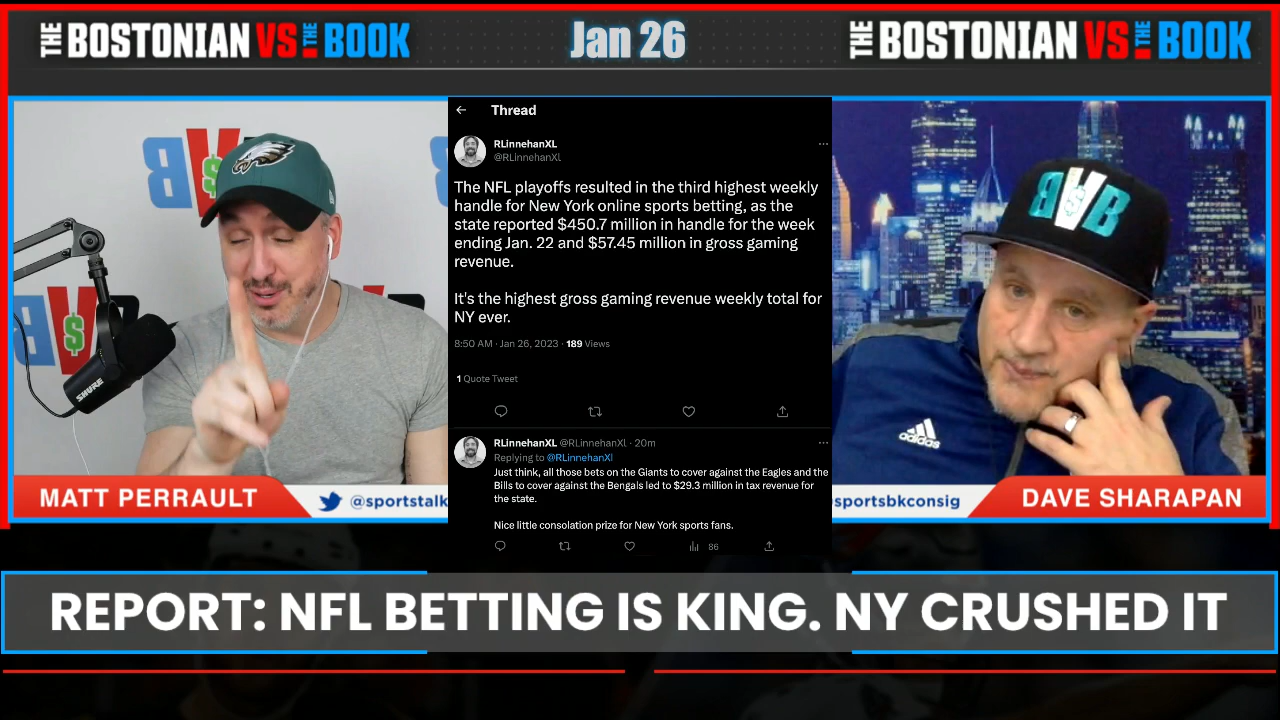 THE BOSTONIAN VS THE BOOK
Jan 26
THE BOSTONIAN VS THE BOOK
Thread
RLinnehanXL
@RLinnehanXL
The NFL playoffs resulted in the third highest weekly
handle for New York online sports betting, as the
state reported $450.7 million in handle for the week
ending Jan. 22 and $57.45 million in gross gaming
revenue.
It's the highest gross gaming revenue weekly total for
NY ever.
8:50 AM · Jan 26, 2023 · 189 Views
1 Quote Tweet
RLinnehanXL @RLinnehanXL · 20m
Replying to @RLinnehanXl
Just think, all those bets on the Giants to cover against the Eagles and the
Bills to cover against the Bengals led to $29.3 million in tax revenue for
the state.
Nice little consolation prize for New York sports fans.
86
BVB
$
SHURE
BVB
$
adidas
MATT PERRAULT
@sportstalk
sportsbkconsig
DAVE SHARAPAN
REPORT: NFL BETTING IS KING. NY CRUSHED IT